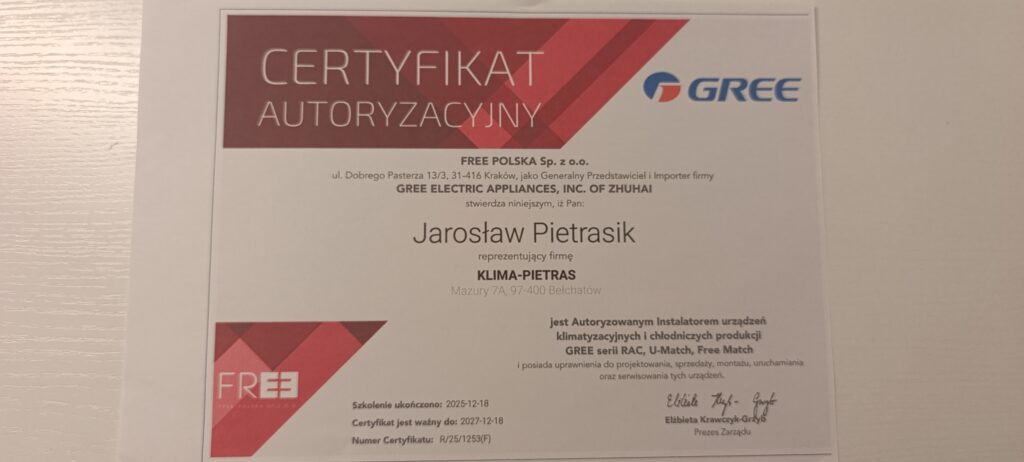 CERTYFIKAT
AUTORYZACYJNY
GREE
FREE POLSKA Sp. z o.o.
ul. Dobrego Pasterza 13/3, 31-416 Kraków, jako Generalny Przedstawiciel i Importer firmy
GREE ELECTRIC APPLIANCES, INC. OF ZHUHAI
stwierdza niniejszym, iż Pan:
Jarosław Pietrasik
reprezentujący firmę
KLIMA-PIETRAS
Mazury 7A, 97-400 Bełchatów
jest Autoryzowanym Instalatorem urządzeń
klimatyzacyjnych i chłodniczych produkcji
GREE serii RAC, U-Match, Free Match
i posiada uprawnienia do projektowania, sprzedaży, montażu, uruchamiania
oraz serwisowania tych urządzeń.
FREE
Szkolenie ukończono: 2025-12-18
Certyfikat jest ważny do: 2027-12-18
Numer Certyfikatu: R/25/1253(F)
Elżbieta Krawczyk-Grzyb
Prezes Zarządu